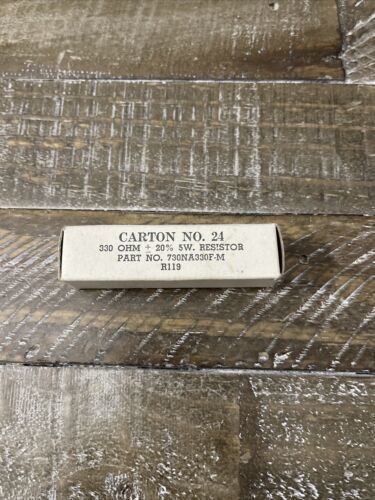 CARTON NO. 24
330 OHM ± 20% 5W. RESISTOR
PART NO. 730NA330F-M
R119